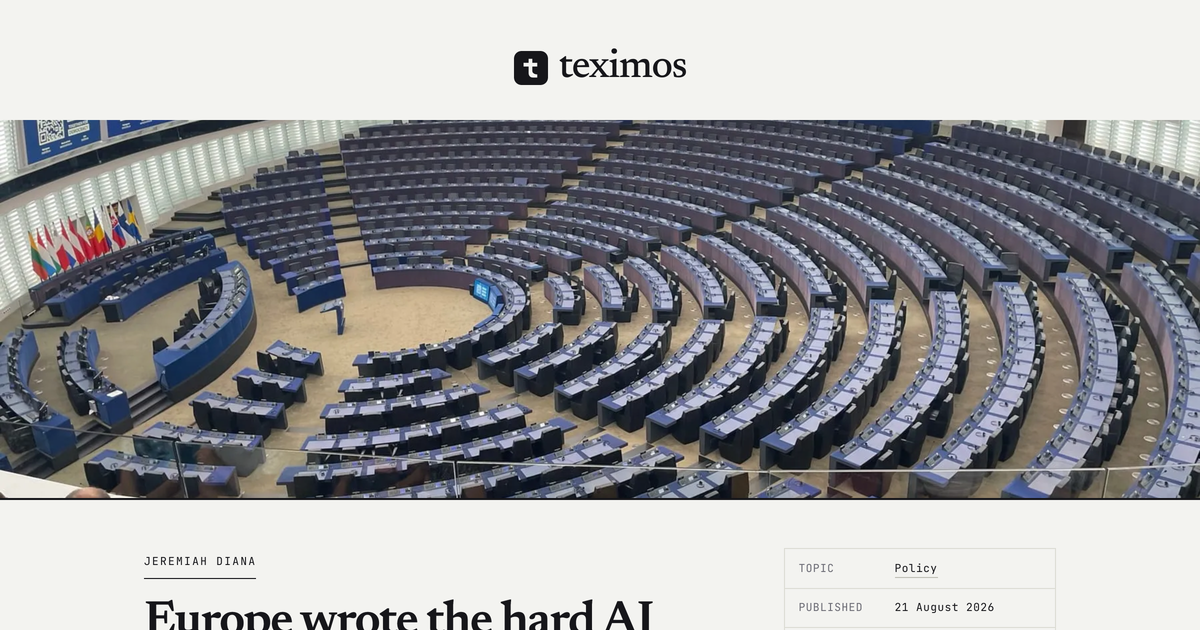 t teximos
JEREMIAH DIANA
Europe wrote the hard AI
TOPIC Policy
PUBLISHED 21 August 2026